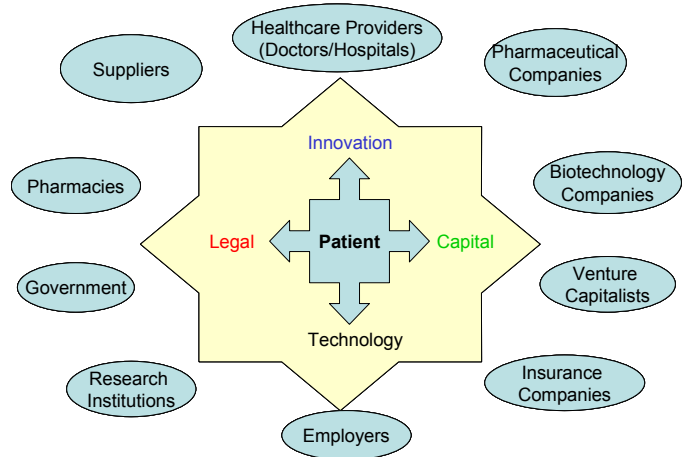 Healthcare Providers
(Doctors/Hospitals)
Suppliers
Pharmaceutical
Companies
Innovation
Pharmacies
Biotechnology
Companies
Legal
Patient
Capital
Government
Venture
Capitalists
Technology
Research
Institutions
Insurance
Companies
Employers